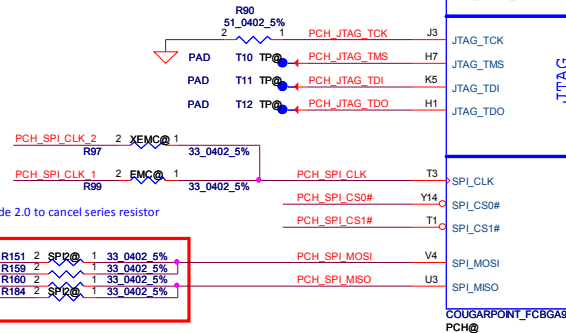 R90
51_0402_5%
2 1 PCH_JTAG_TCK J3 JTAG_TCK
PAD T10 TP@ PCH_JTAG_TMS H7 JTAG_TMS
PAD T11 TP@ PCH_JTAG_TDI K5 JTAG_TDI
PAD T12 TP@ PCH_JTAG_TDO H1 JTAG_TDO
JTAG
PCH_SPI_CLK_2 2 XEMC@ 1
R97 33_0402_5%
PCH_SPI_CLK_1 2 EMC@ 1 PCH_SPI_CLK T3 SPI_CLK
R99 33_0402_5%
PCH_SPI_CS0# Y14 SPI_CS0#
PCH_SPI_CS1# T1 SPI_CS1#
de 2.0 to cancel series resistor
R151 2 SPI2@ 1 33_0402_5% PCH_SPI_MOSI V4 SPI_MOSI
R159 2 1 33_0402_5%
R160 2 1 33_0402_5% PCH_SPI_MISO U3 SPI_MISO
R184 2 SPI2@ 1 33_0402_5%
COUGARPOINT_FCBGA9
PCH@